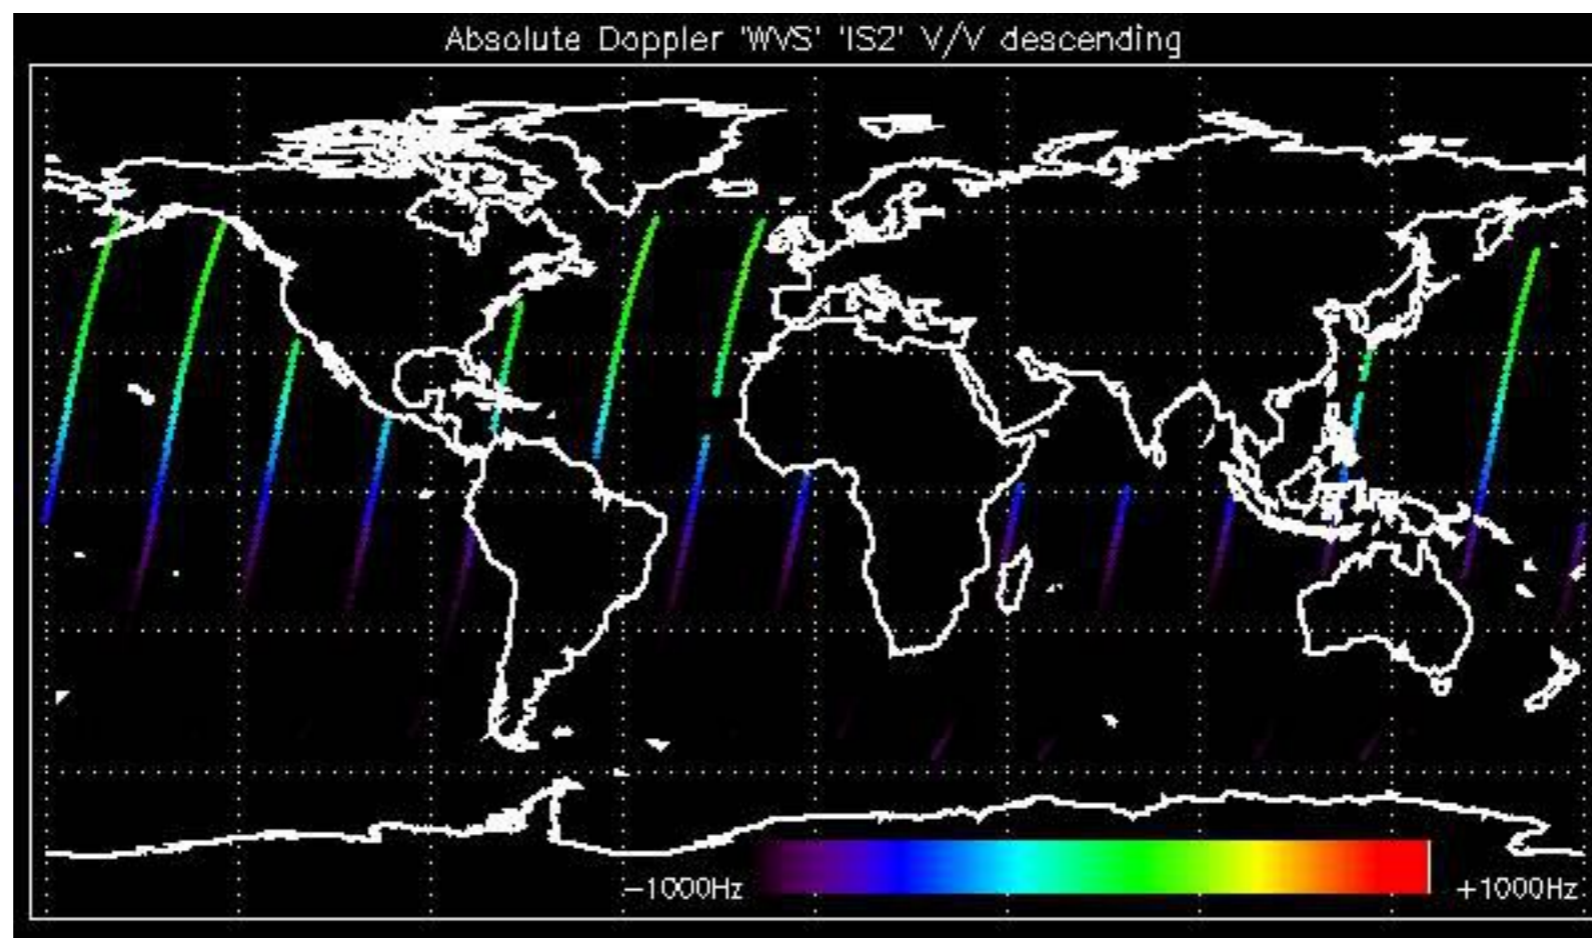 Absolute Doppler 'WVS' 'IS2' V/V descending
−1000Hz +1000Hz